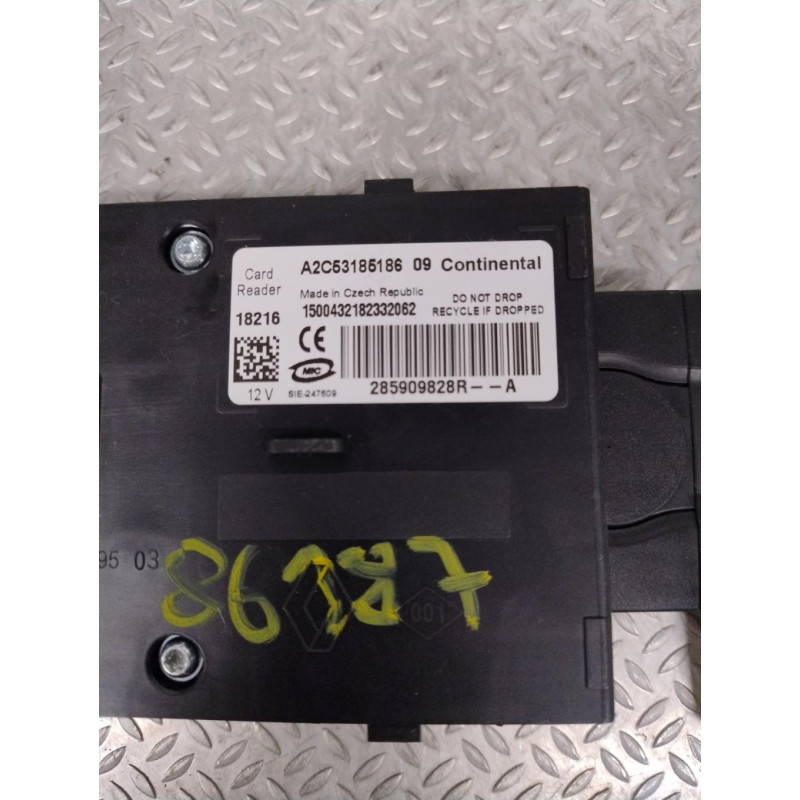 A2C53185186 09 Continental
Card Reader
Made in Czech Republic
DO NOT DROP
RECYCLE IF DROPPED
18216
1500432182332062
CE
MIC
12 V
SIE-247609
285909828R--A
95 03
001